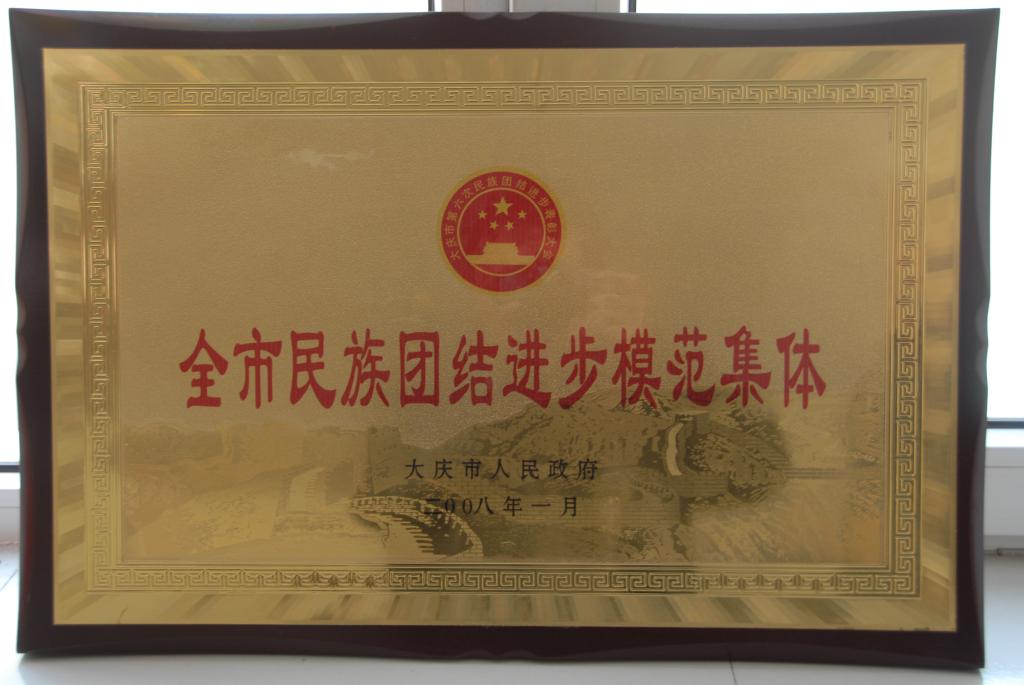 大庆市第六次民族团结进步表彰大会
全市民族团结进步模范集体
大庆市人民政府
二00八年一月